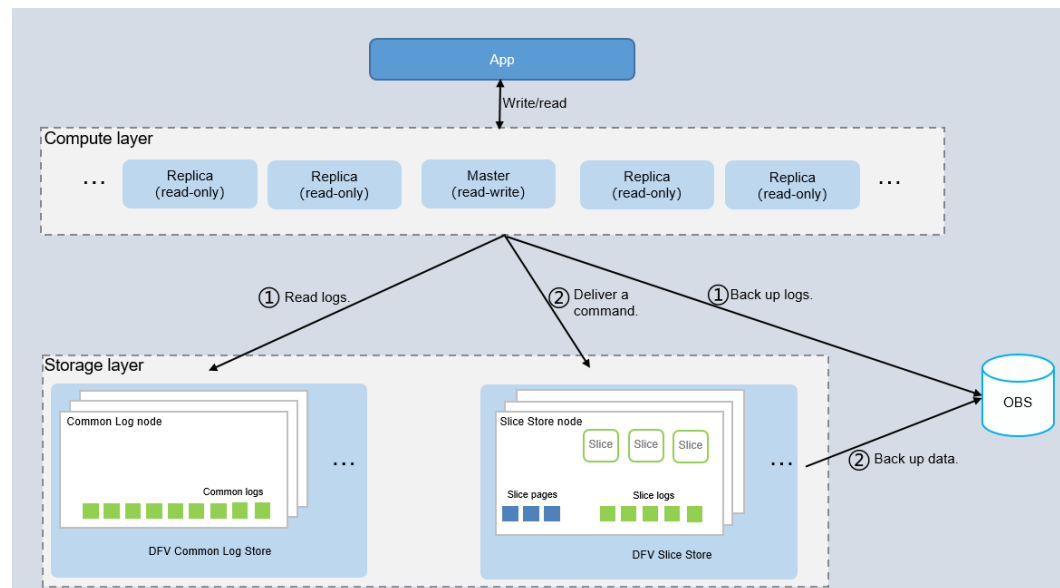 App
Write/read
Compute layer
...
Replica
(read-only)
Replica
(read-only)
Master
(read-write)
Replica
(read-only)
Replica
(read-only)
...
① Read logs.
② Deliver a
command.
① Back up logs.
Storage layer
Common Log node
...
Common logs
DFV Common Log Store
Slice Store node
Slice
Slice
Slice
...
Slice pages
Slice logs
DFV Slice Store
② Back up data.
OBS